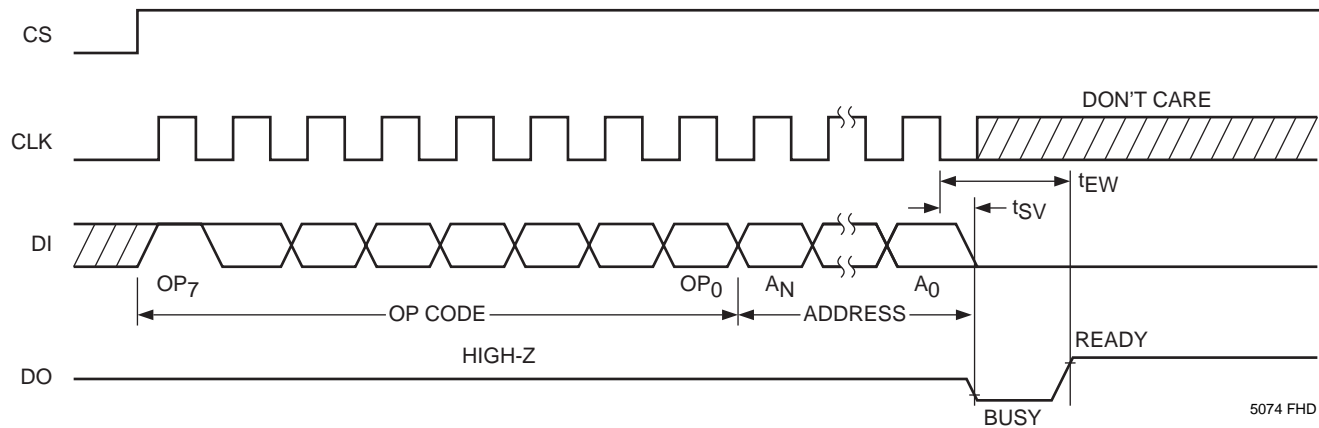 CS
DON'T CARE
CLK
tEW
tSV
DI
OP7 OP0 AN A0
OP CODE ADDRESS
HIGH-Z READY
DO
BUSY
5074 FHD